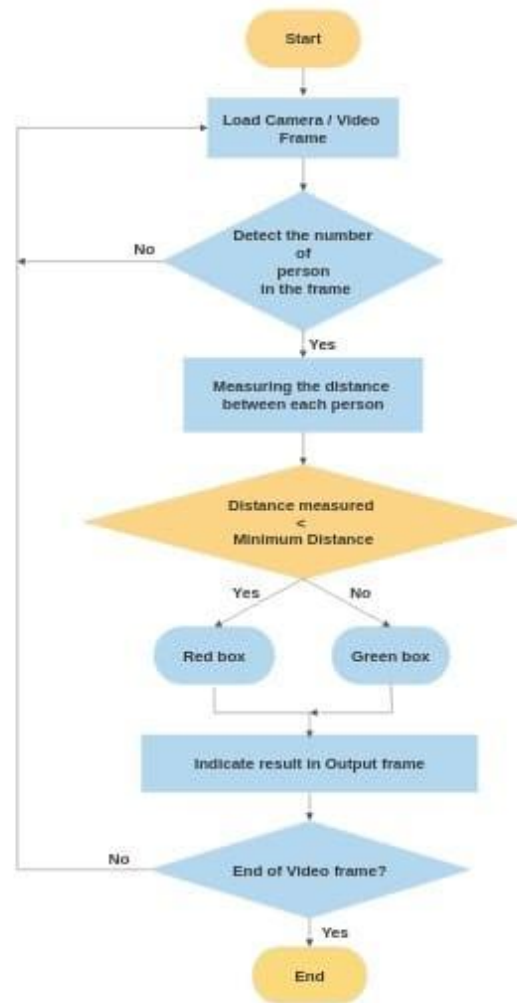 Start
Load Camera / Video
Frame
Detect the number
of
person
in the frame
No
Yes
Measuring the distance
between each person
Distance measured
<
Minimum Distance
Yes
No
Red box
Green box
Indicate result in Output frame
No
End of Video frame?
Yes
End